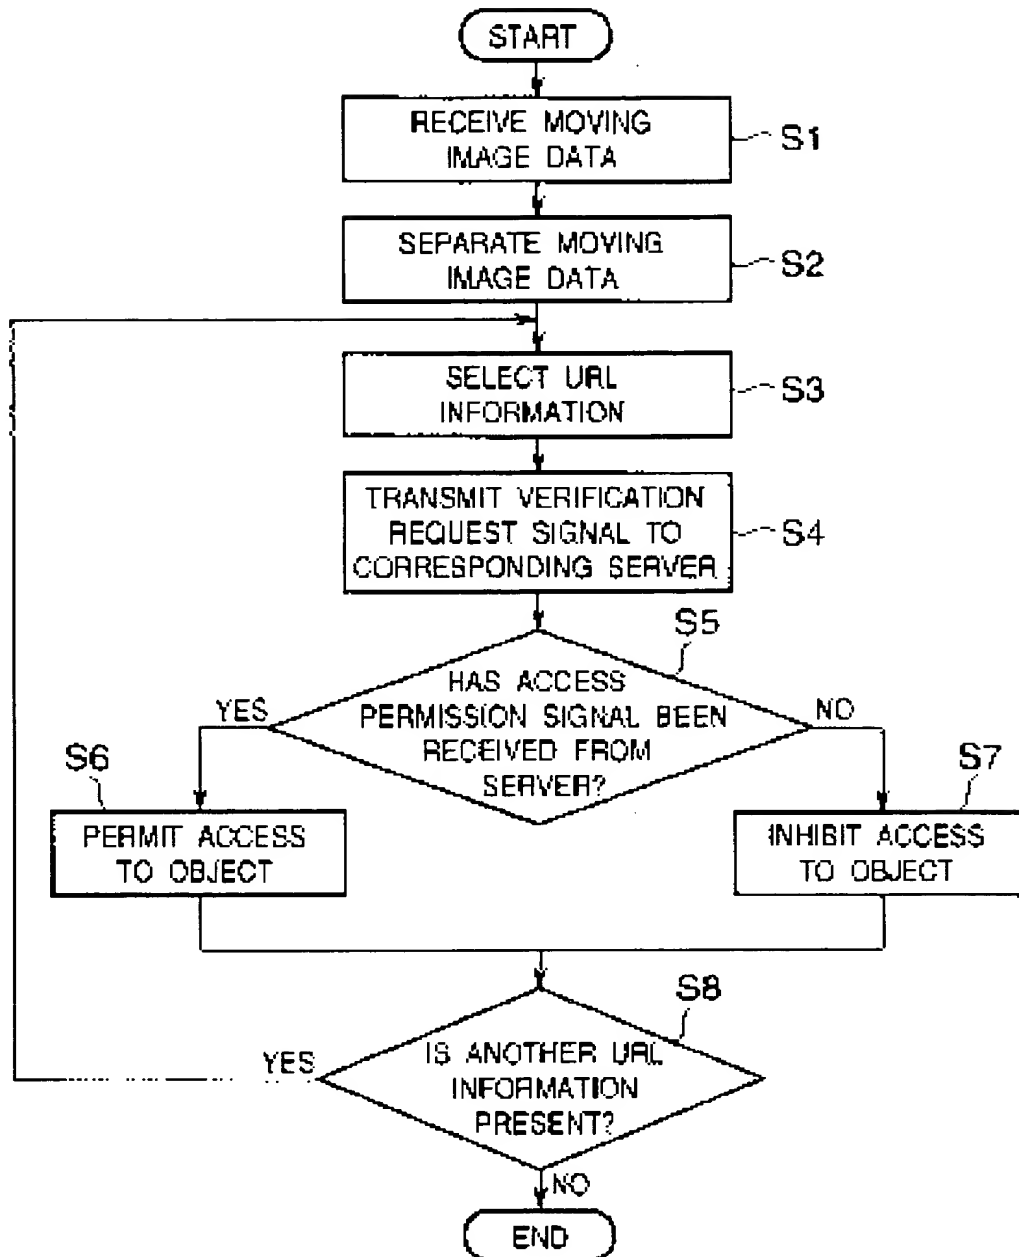 START
RECEIVE MOVING
IMAGE DATA
S1
SEPARATE MOVING
IMAGE DATA
S2
SELECT URL
INFORMATION
S3
TRANSMIT VERIFICATION
REQUEST SIGNAL TO
CORRESPONDING SERVER
S4
S5
HAS ACCESS
PERMISSION SIGNAL BEEN
RECEIVED FROM
SERVER?
YES
NO
S6
PERMIT ACCESS
TO OBJECT
S7
INHIBIT ACCESS
TO OBJECT
S8
IS ANOTHER URL
INFORMATION
PRESENT?
YES
NO
END